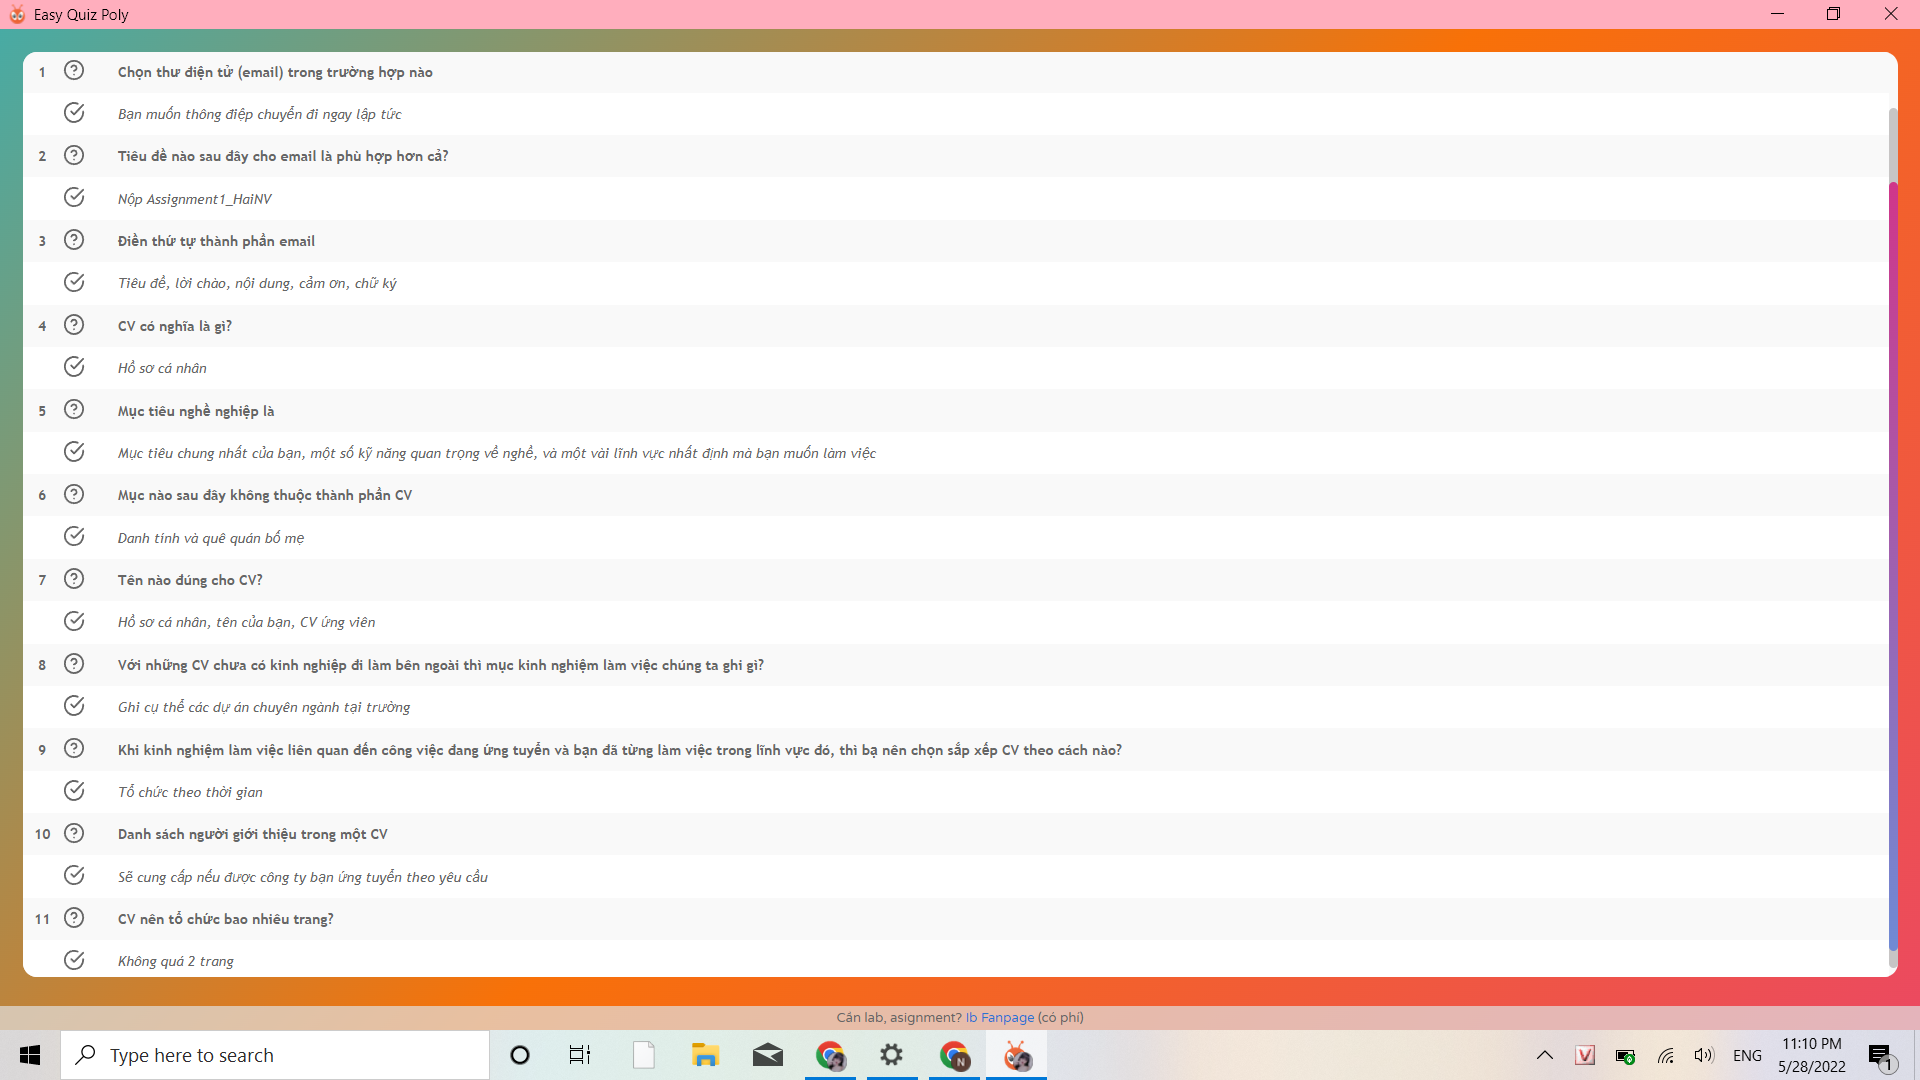 Easy Quiz Poly
1 Chọn thư điện tử (email) trong trường hợp nào
Bạn muốn thông điệp chuyển đi ngay lập tức
2 Tiêu đề nào sau đây cho email là phù hợp hơn cả?
Nộp Assignment1_HaiNV
3 Điền thứ tự thành phần email
Tiêu đề, lời chào, nội dung, cảm ơn, chữ ký
4 CV có nghĩa là gì?
Hồ sơ cá nhân
5 Mục tiêu nghề nghiệp là
Mục tiêu chung nhất của bạn, một số kỹ năng quan trọng về nghề, và một vài lĩnh vực nhất định mà bạn muốn làm việc
6 Mục nào sau đây không thuộc thành phần CV
Danh tính và quê quán bố mẹ
7 Tên nào đúng cho CV?
Hồ sơ cá nhân, tên của bạn, CV ứng viên
8 Với những CV chưa có kinh nghiệp đi làm bên ngoài thì mục kinh nghiệm làm việc chúng ta ghi gì?
Ghi cụ thể các dự án chuyên ngành tại trường
9 Khi kinh nghiệm làm việc liên quan đến công việc đang ứng tuyển và bạn đã từng làm việc trong lĩnh vực đó, thì bạ nên chọn sắp xếp CV theo cách nào?
Tổ chức theo thời gian
10 Danh sách người giới thiệu trong một CV
Sẽ cung cấp nếu được công ty bạn ứng tuyển theo yêu cầu
11 CV nên tổ chức bao nhiêu trang?
Không quá 2 trang
Cần lab, asignment? Ib Fanpage (có phí)
Type here to search
N
V
ENG
11:10 PM
5/28/2022
1